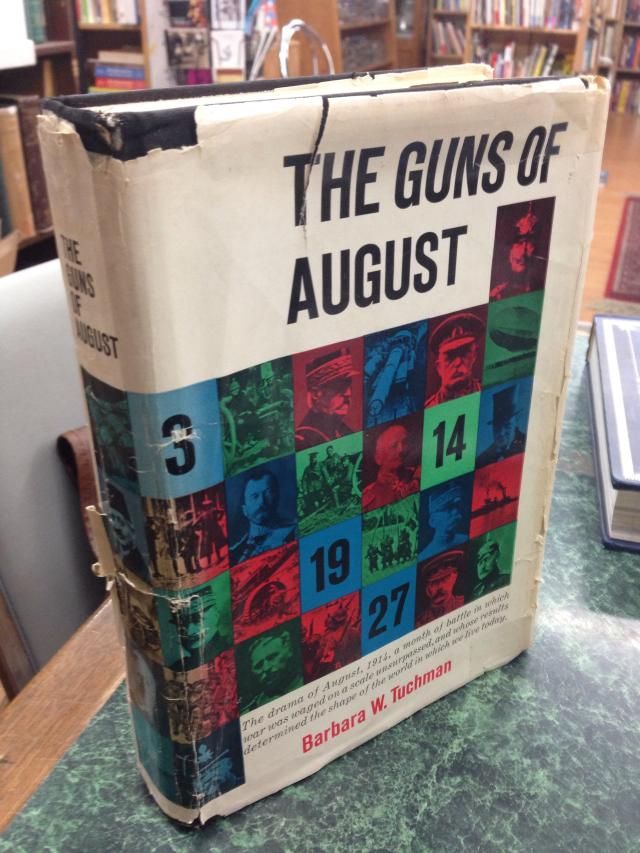 THE
GUNS
OF
AUGUST
THE GUNS OF
AUGUST
3
14
19
27
The drama of August, 1914, a month of battle in which
war was waged on a scale unsurpassed, and whose results
determined the shape of the world in which we live today.
Barbara W. Tuchman